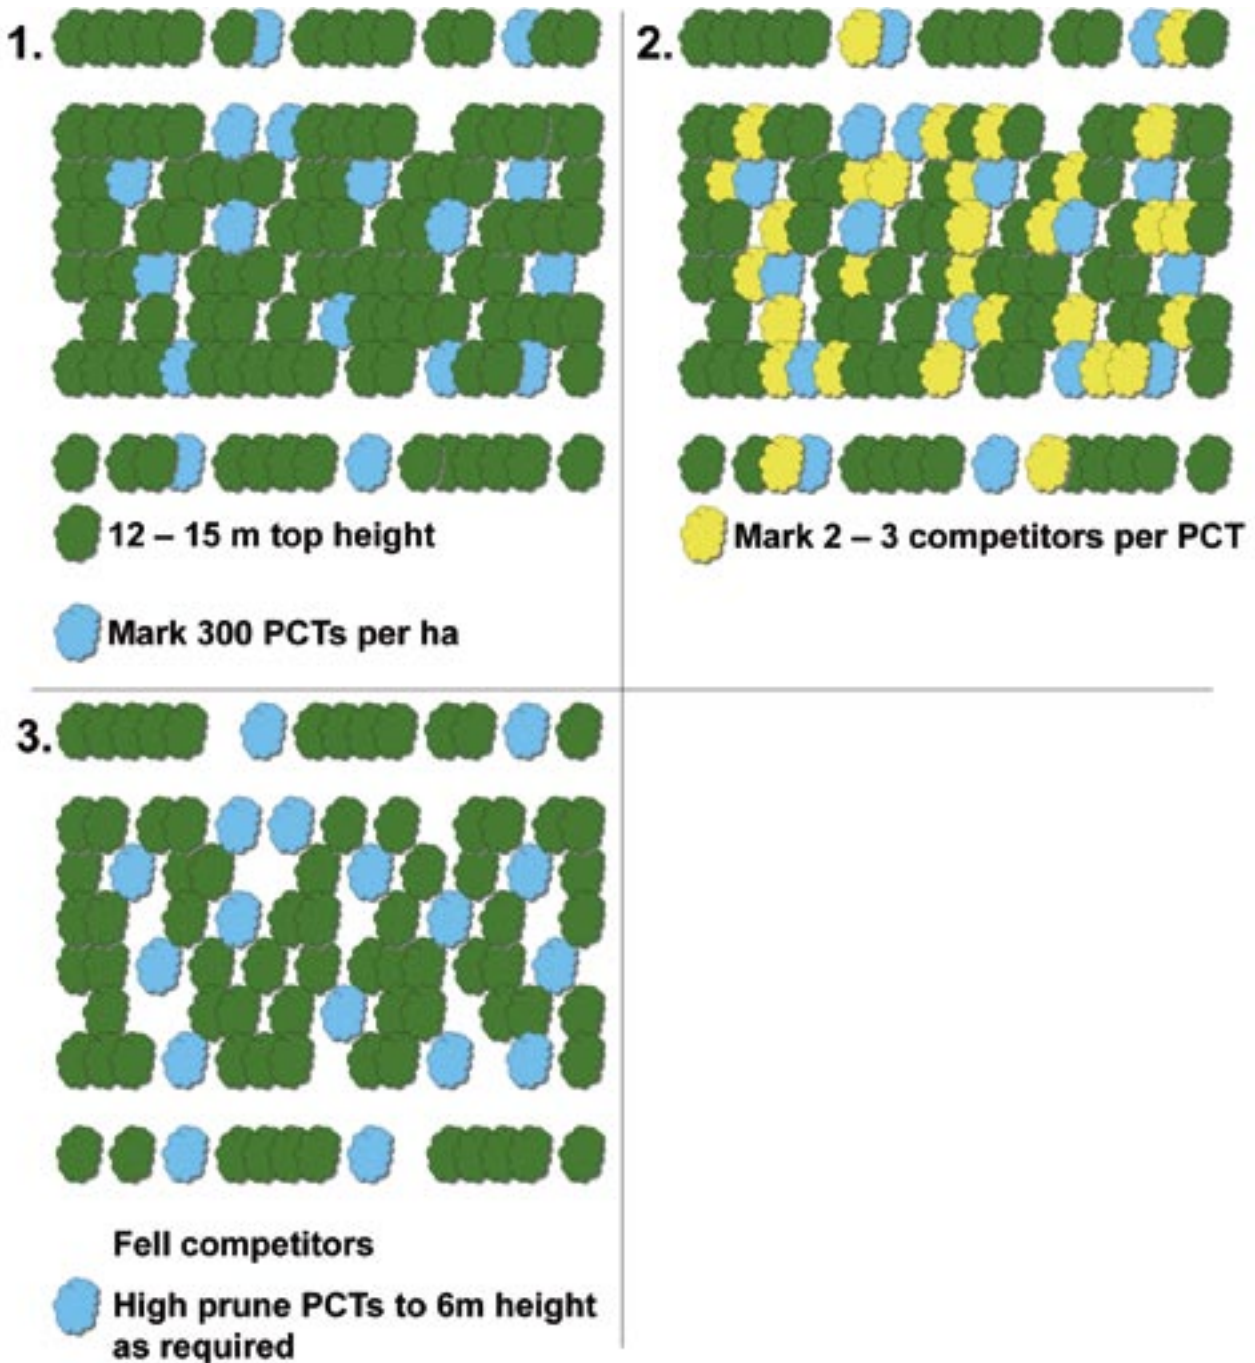 1.
12 – 15 m top height
Mark 300 PCTs per ha
2.
Mark 2 – 3 competitors per PCT
3.
Fell competitors
High prune PCTs to 6m height
as required